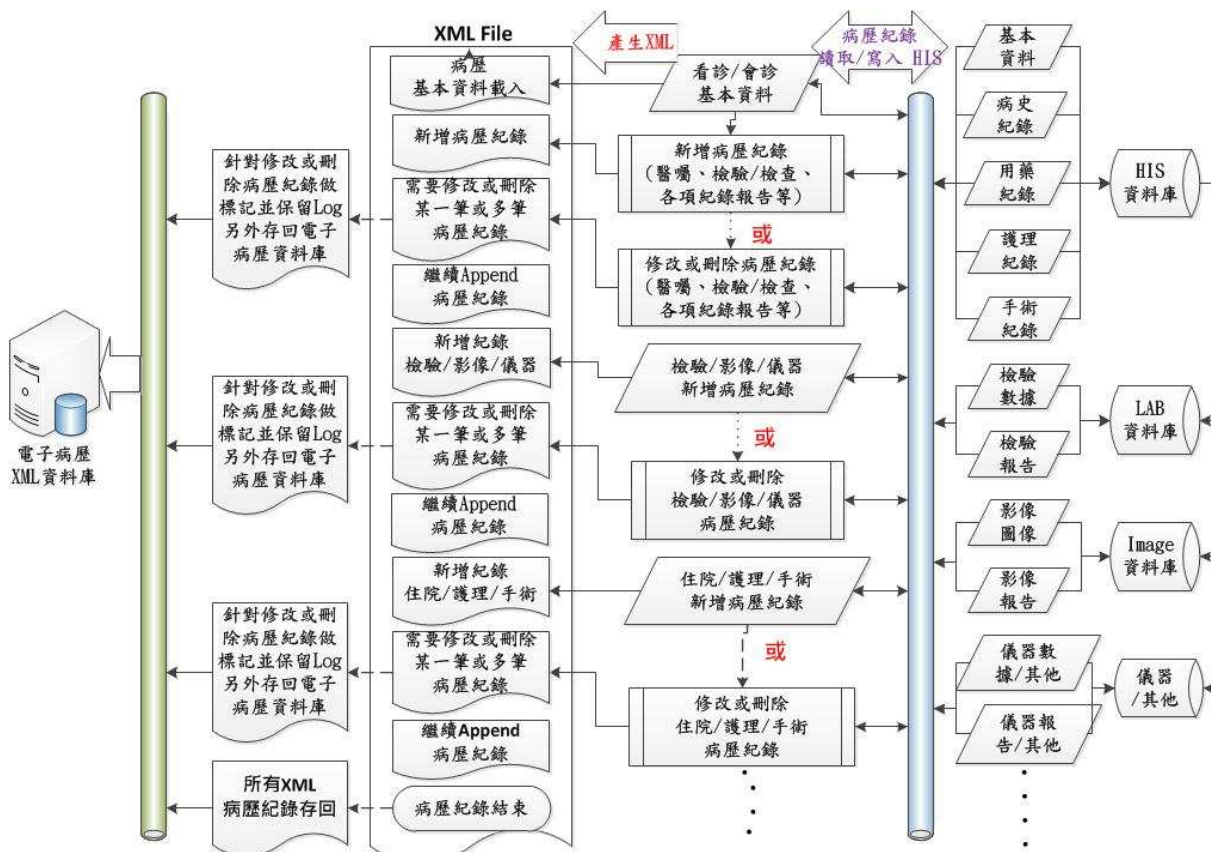 XML File
產生XML
病歷紀錄
讀取/寫入 HIS
病歷
基本資料載入
新增病歷紀錄
需要修改或刪除
某一筆或多筆
病歷紀錄
繼續Append
病歷紀錄
新增紀錄
檢驗/影像/儀器
需要修改或刪除
某一筆或多筆
病歷紀錄
繼續Append
病歷紀錄
新增紀錄
住院/護理/手術
需要修改或刪除
某一筆或多筆
病歷紀錄
繼續Append
病歷紀錄
病歷紀錄結束
針對修改或刪
除病歷紀錄做
標記並保留Log
另外存回電子
病歷資料庫
針對修改或刪
除病歷紀錄做
標記並保留Log
另外存回電子
病歷資料庫
針對修改或刪
除病歷紀錄做
標記並保留Log
另外存回電子
病歷資料庫
所有XML
病歷紀錄存回
電子病歷
XML資料庫
看診/會診
基本資料
新增病歷紀錄
(醫囑、檢驗/檢查、
各項紀錄報告等)
或
修改或刪除病歷紀錄
(醫囑、檢驗/檢查、
各項紀錄報告等)
檢驗/影像/儀器
新增病歷紀錄
或
修改或刪除
檢驗/影像/儀器
病歷紀錄
住院/護理/手術
新增病歷紀錄
或
修改或刪除
住院/護理/手術
病歷紀錄
基本
資料
病史
紀錄
用藥
紀錄
護理
紀錄
手術
紀錄
HIS
資料庫
檢驗
數據
檢驗
報告
LAB
資料庫
影像
圖像
影像
報告
Image
資料庫
儀器數
據/其他
儀器報
告/其他
儀器
/其他